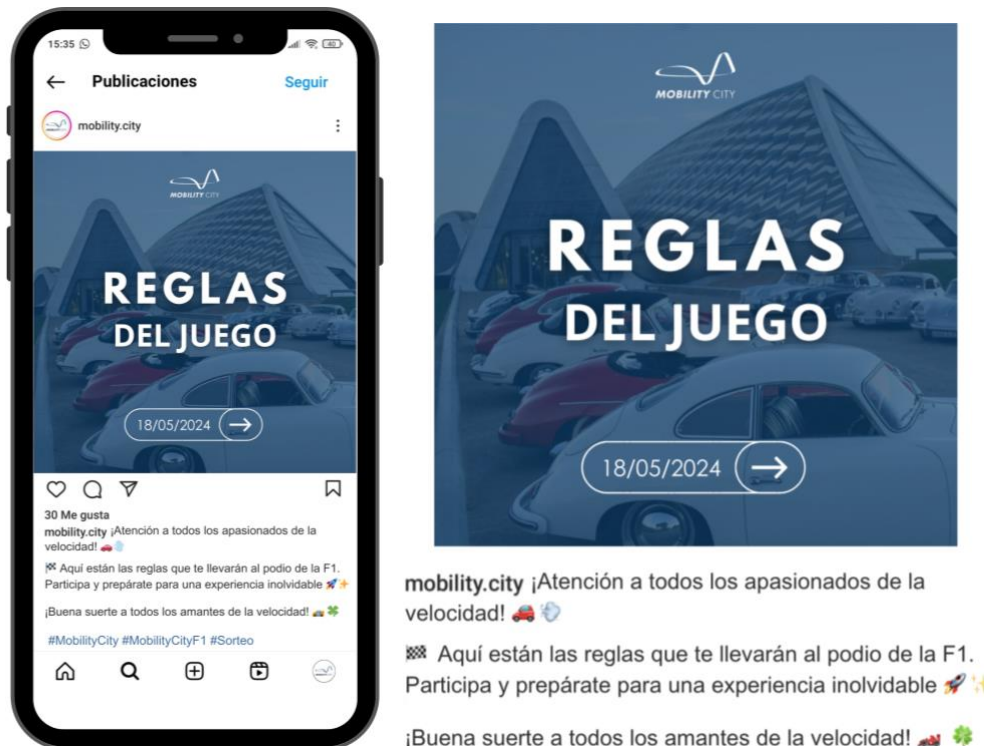 15:35
40
Publicaciones
Seguir
mobility.city
MOBILITY CITY
REGLAS
DEL JUEGO
18/05/2024
30 Me gusta
mobility.city ¡Atención a todos los apasionados de la
velocidad! 🚗💨
🏁 Aquí están las reglas que te llevarán al podio de la F1.
Participa y prepárate para una experiencia inolvidable 🚀✨
¡Buena suerte a todos los amantes de la velocidad! 🏎️ 🍀
#MobilityCity #MobilityCityF1 #Sorteo
MOBILITY CITY
REGLAS
DEL JUEGO
18/05/2024
mobility.city ¡Atención a todos los apasionados de la
velocidad! 🚗💨
🏁 Aquí están las reglas que te llevarán al podio de la F1.
Participa y prepárate para una experiencia inolvidable 🚀✨
¡Buena suerte a todos los amantes de la velocidad! 🏎️ 🍀